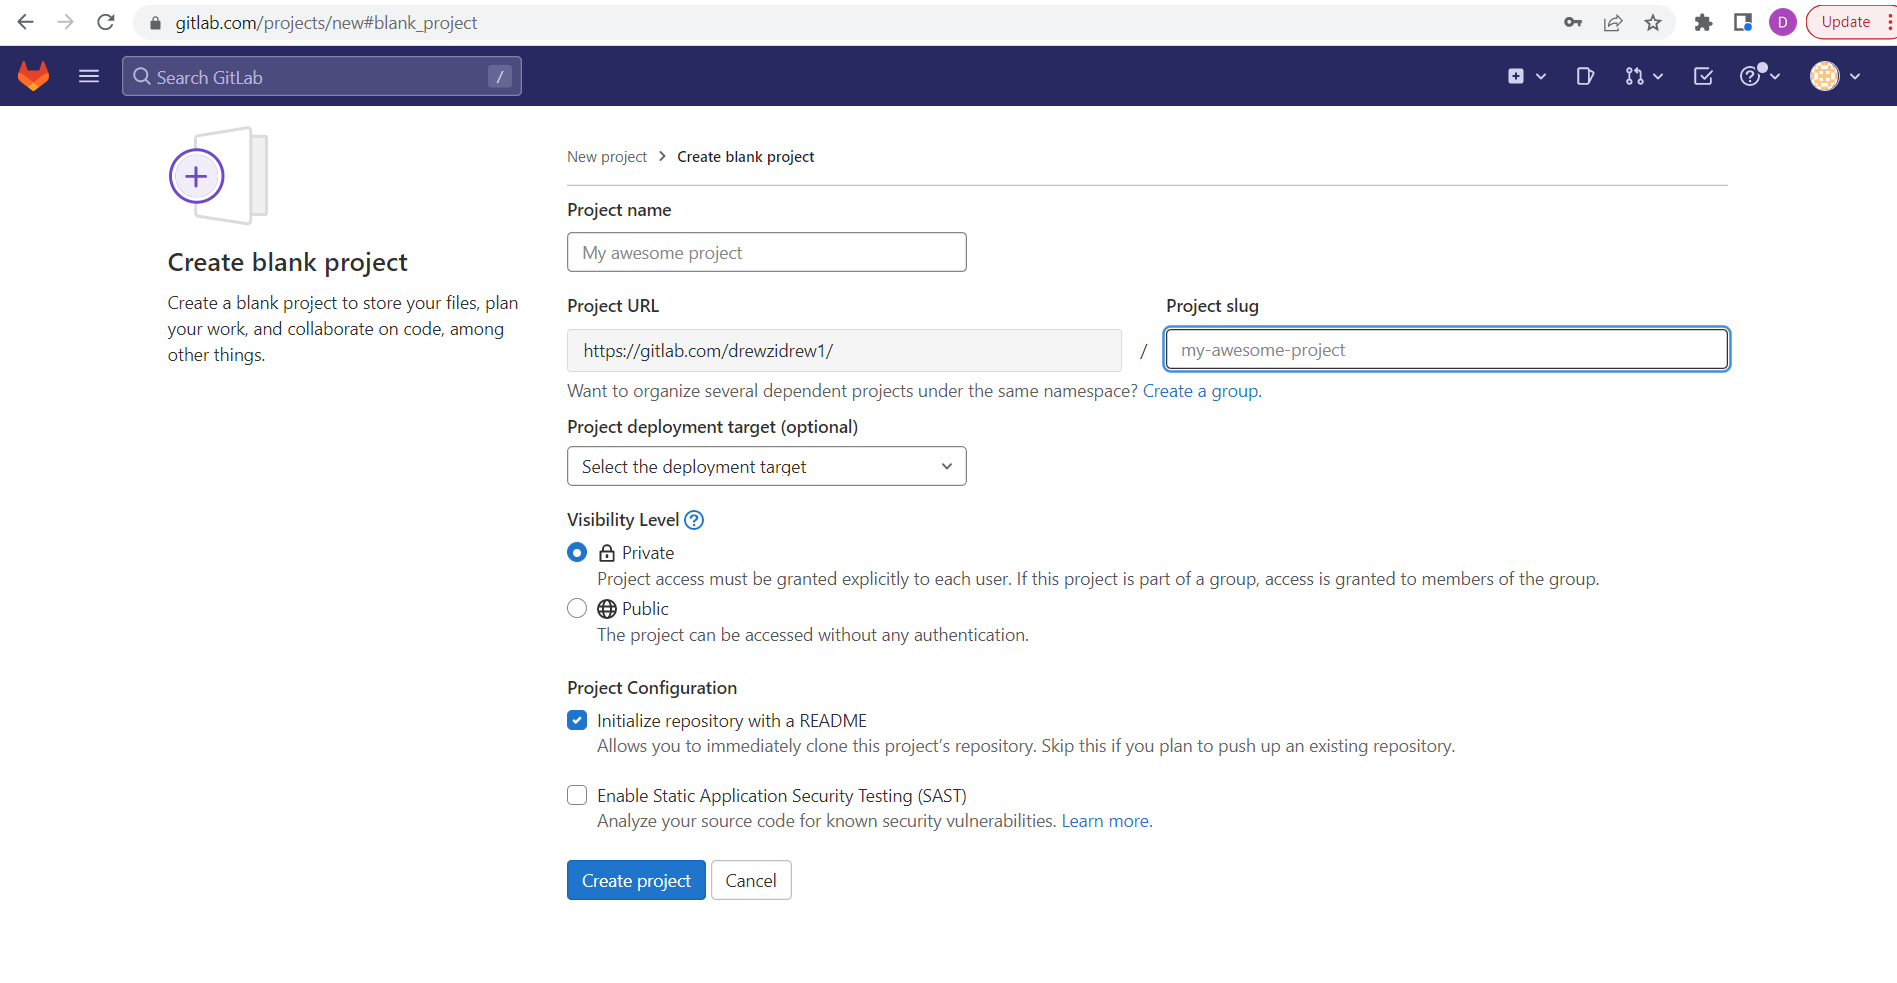 gitlab.com/projects/new#blank_project
D
Update
Search GitLab
/
New project > Create blank project
Create blank project
Create a blank project to store your files, plan
your work, and collaborate on code, among
other things.
Project name
My awesome project
Project URL
Project slug
https://gitlab.com/drewzidrew1/
/
my-awesome-project
Want to organize several dependent projects under the same namespace? Create a group.
Project deployment target (optional)
Select the deployment target
Visibility Level ?
Private
Project access must be granted explicitly to each user. If this project is part of a group, access is granted to members of the group.
Public
The project can be accessed without any authentication.
Project Configuration
Initialize repository with a README
Allows you to immediately clone this project’s repository. Skip this if you plan to push up an existing repository.
Enable Static Application Security Testing (SAST)
Analyze your source code for known security vulnerabilities. Learn more.
Create project
Cancel